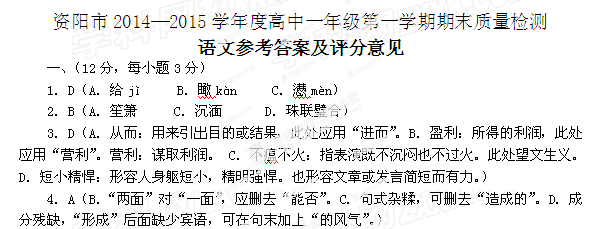 资阳市2014—2015学年度高中一年级第一学期期末质量检测
语文参考答案及评分意见
一、(12分，每小题3分)
1. D（A. 给 jǐ B. 瞰 kàn C. 懑 mèn）
2. B（A. 笙箫 C. 沉湎 D. 珠联璧合）
3. D（A. 从而：用来引出目的或结果，此处应用“进而”。B. 盈利：所得的利润，此处
应用“营利”。营利：谋取利润。 C. 不瘟不火：指表演既不沉闷也不过火。此处望文生义。
D. 短小精悍：形容人身躯短小，精明强悍。也形容文章或发言简短而有力。）
4. A（B.“两面”对“一面”，应删去“能否”。C. 句式杂糅，可删去“造成的”。D. 成
分残缺，“形成”后面缺少宾语，可在句末加上“的风气”。）